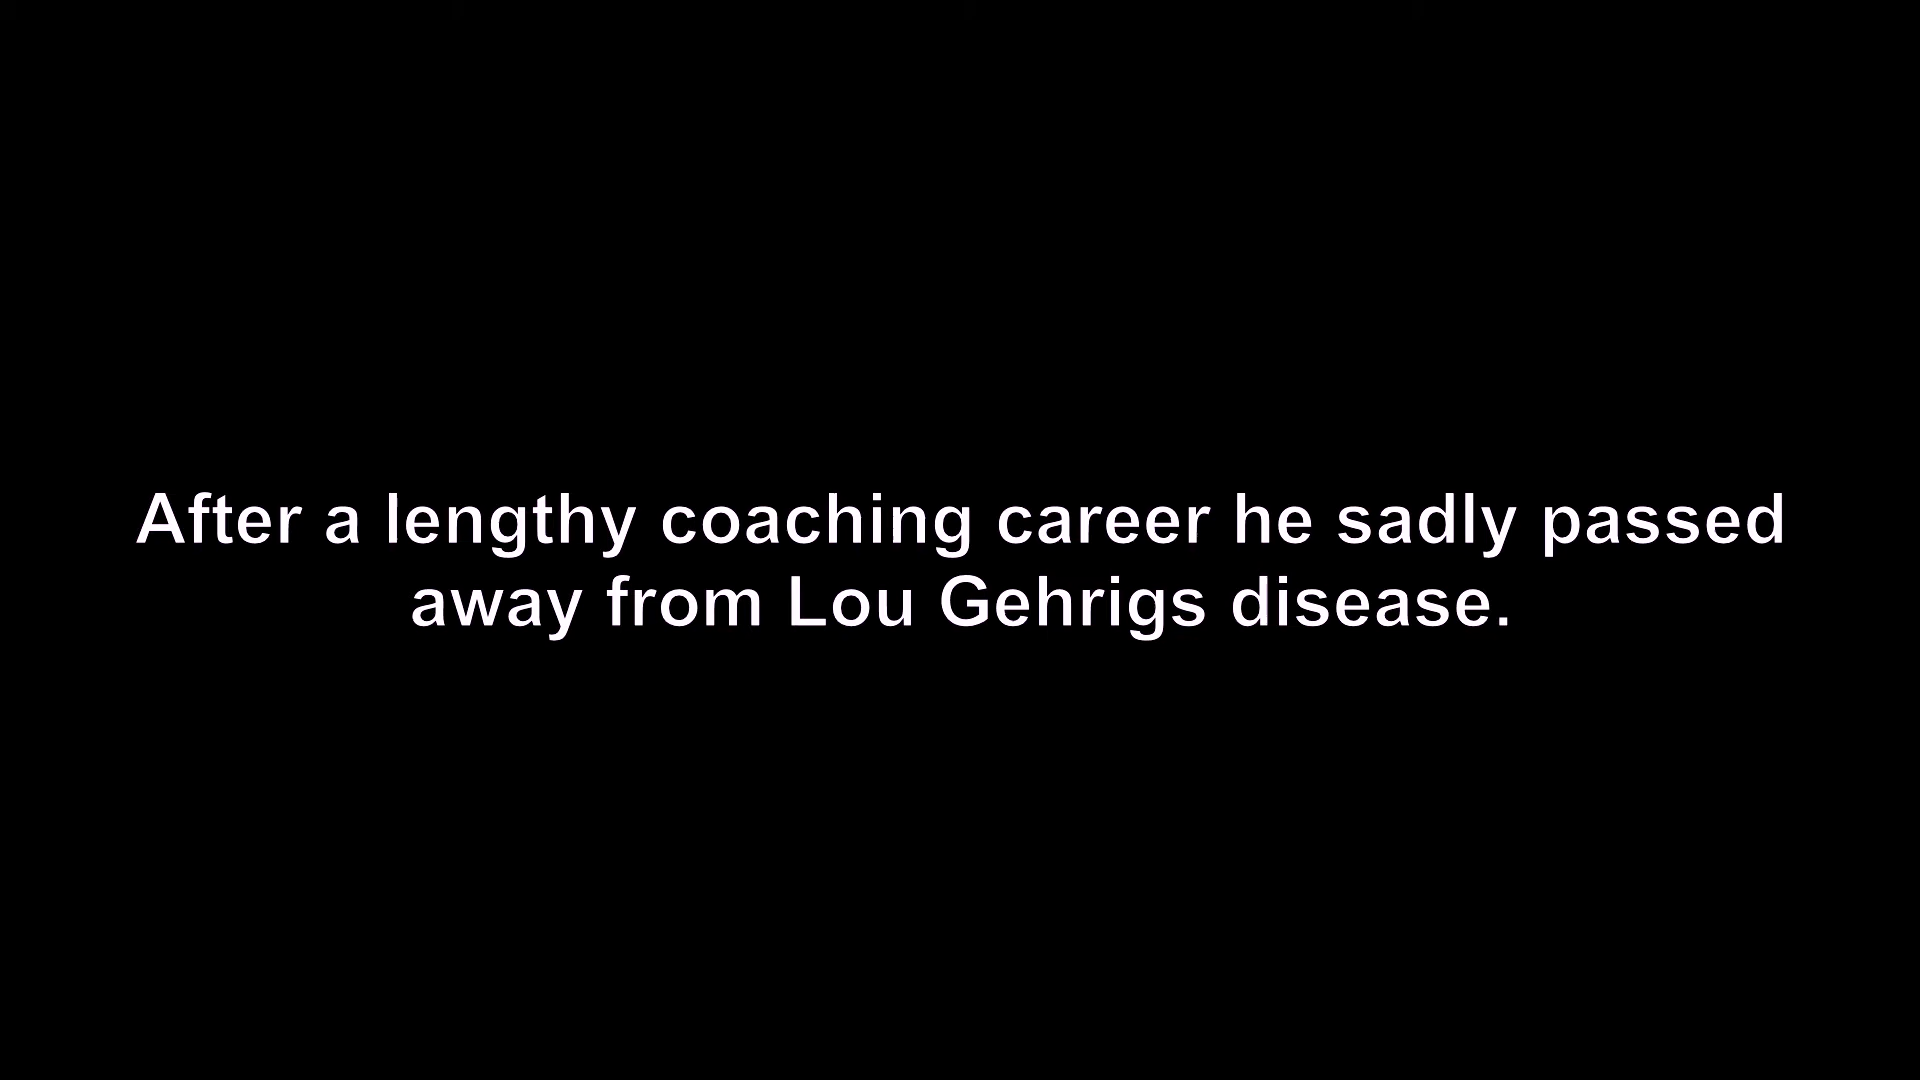 After a lengthy coaching career he sadly passed
away from Lou Gehrigs disease.